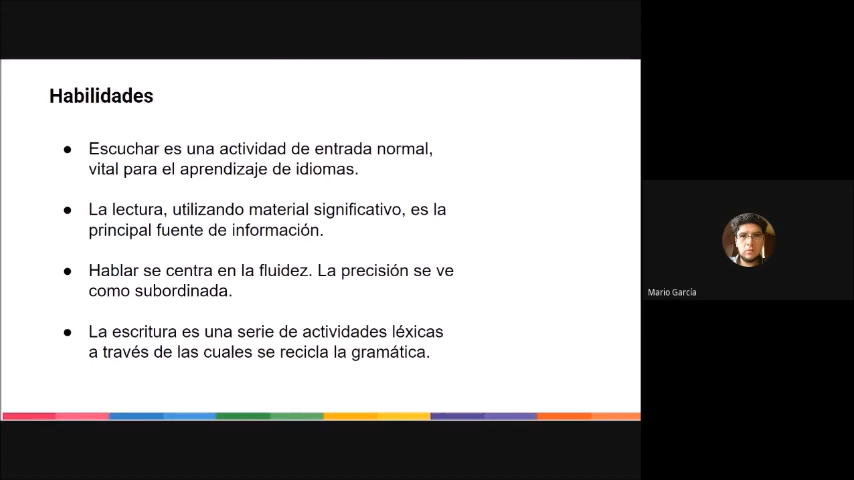 Habilidades
● Escuchar es una actividad de entrada normal,
vital para el aprendizaje de idiomas.
● La lectura, utilizando material significativo, es la
principal fuente de información.
● Hablar se centra en la fluidez. La precisión se ve
como subordinada.
● La escritura es una serie de actividades léxicas
a través de las cuales se recicla la gramática.
Mario García